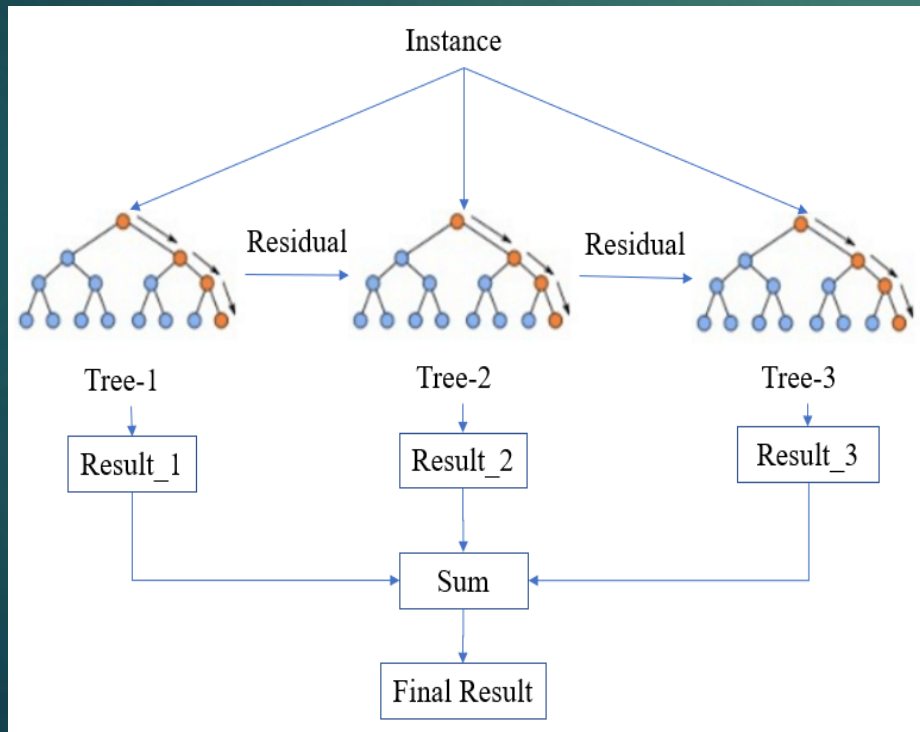 Instance
Residual
Residual
Tree-1
Tree-2
Tree-3
Result_1
Result_2
Result_3
Sum
Final Result